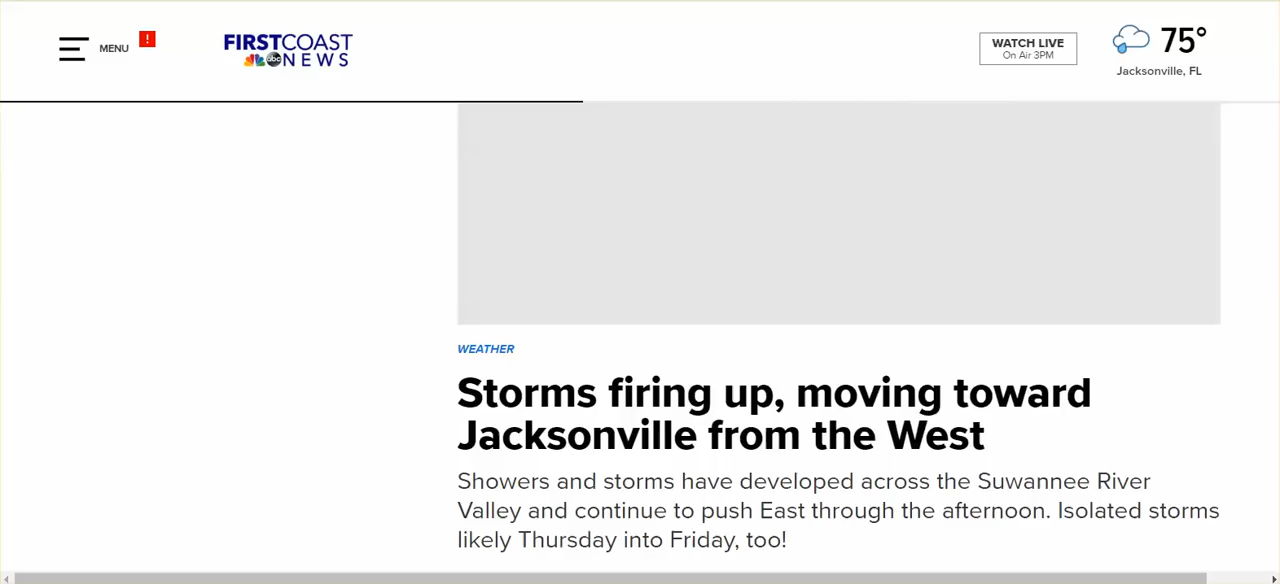 MENU
!
FIRSTCOAST
abc NEWS
WATCH LIVE
On Air 3PM
75°
Jacksonville, FL
WEATHER
Storms firing up, moving toward
Jacksonville from the West
Showers and storms have developed across the Suwannee River
Valley and continue to push East through the afternoon. Isolated storms
likely Thursday into Friday, too!